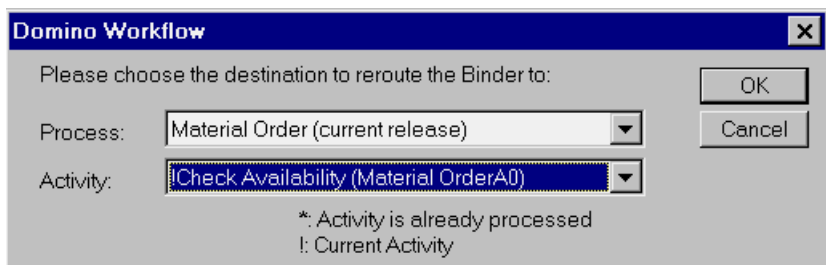 Domino Workflow
Please choose the destination to reroute the Binder to:
OK
Process: Material Order (current release)
Cancel
Activity: !Check Availability (Material OrderA0)
*: Activity is already processed
!: Current Activity